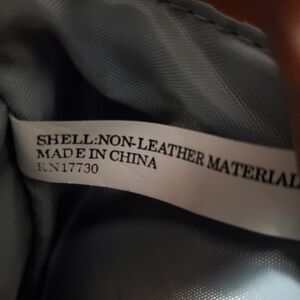 SHELL:NON-LEATHER MATERIAL
MADE IN CHINA
RN17730